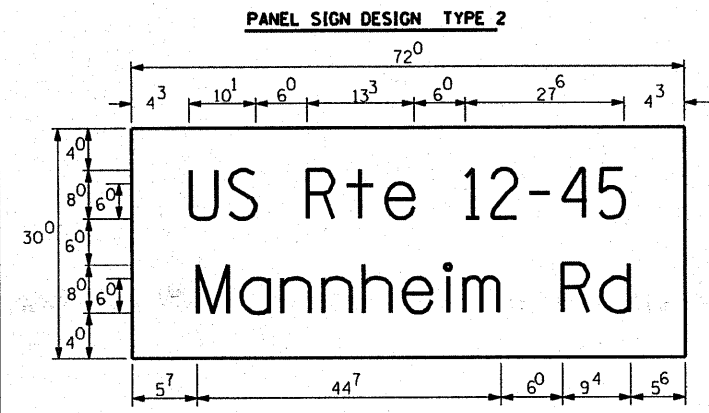 PANEL SIGN DESIGN TYPE 2
72⁰
4³ 10¹ 6⁰ 13³ 6⁰ 27⁶ 4³
30⁰
4⁰
8⁰ 6⁰
US Rte 12-45
6⁰
8⁰ 6⁰
Mannheim Rd
4⁰
5⁷ 44⁷ 6⁰ 9⁴ 5⁶